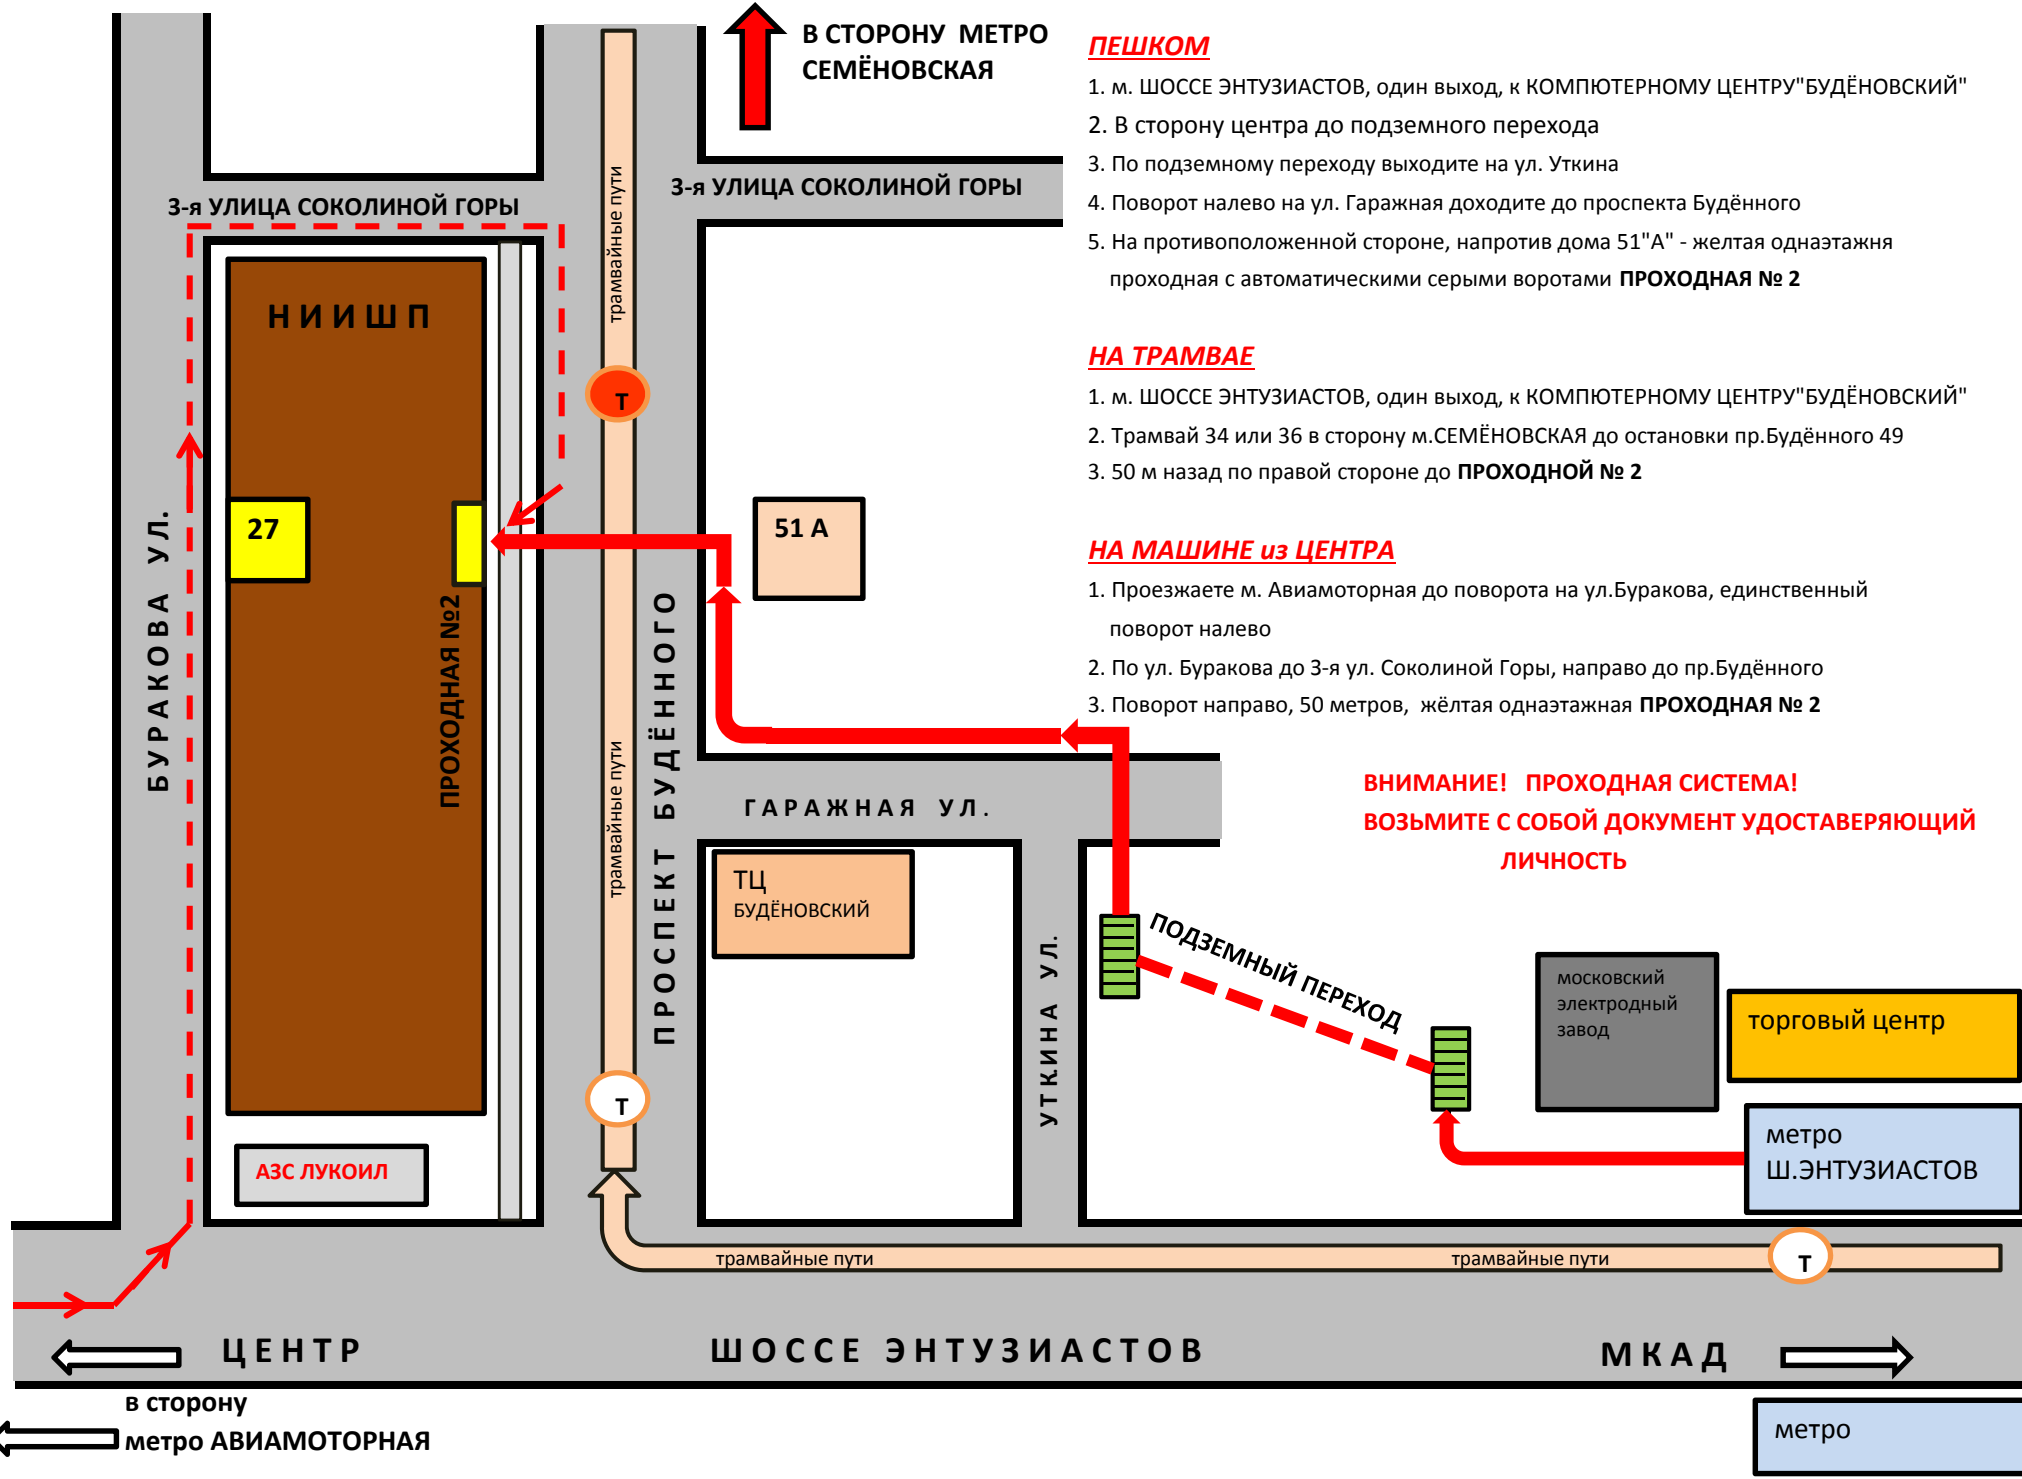 В СТОРОНУ МЕТРО
СЕМЁНОВСКАЯ
ПЕШКОМ
1. м. ШОССЕ ЭНТУЗИАСТОВ, один выход, к КОМПЮТЕРНОМУ ЦЕНТРУ"БУДЁНОВСКИЙ"
2. В сторону центра до подземного перехода
3. По подземному переходу выходите на ул. Уткина
4. Поворот налево на ул. Гаражная доходите до проспекта Будённого
5. На противоположенной стороне, напротив дома 51"А" - желтая однаэтажня
проходная с автоматическими серыми воротами ПРОХОДНАЯ № 2
НА ТРАМВАЕ
1. м. ШОССЕ ЭНТУЗИАСТОВ, один выход, к КОМПЮТЕРНОМУ ЦЕНТРУ"БУДЁНОВСКИЙ"
2. Трамвай 34 или 36 в сторону м.СЕМЁНОВСКАЯ до остановки пр.Будённого 49
3. 50 м назад по правой стороне до ПРОХОДНОЙ № 2
НА МАШИНЕ из ЦЕНТРА
1. Проезжаете м. Авиамоторная до поворота на ул.Буракова, единственный
поворот налево
2. По ул. Буракова до 3-я ул. Соколиной Горы, направо до пр.Будённого
3. Поворот направо, 50 метров, жёлтая однаэтажная ПРОХОДНАЯ № 2
ВНИМАНИЕ! ПРОХОДНАЯ СИСТЕМА!
ВОЗЬМИТЕ С СОБОЙ ДОКУМЕНТ УДОСТАВЕРЯЮЩИЙ
ЛИЧНОСТЬ
3-я УЛИЦА СОКОЛИНОЙ ГОРЫ
3-я УЛИЦА СОКОЛИНОЙ ГОРЫ
трамвайные пути
НИИШП
Т
27
51 А
БУРАКОВА УЛ.
ПРОХОДНАЯ №2
трамвайные пути
ПРОСПЕКТ БУДЁННОГО
ГАРАЖНАЯ УЛ.
ТЦ
БУДЁНОВСКИЙ
УТКИНА УЛ.
ПОДЗЕМНЫЙ ПЕРЕХОД
московский
электродный
завод
торговый центр
метро
Ш.ЭНТУЗИАСТОВ
Т
АЗС ЛУКОИЛ
трамвайные пути
трамвайные пути
Т
ЦЕНТР
ШОССЕ ЭНТУЗИАСТОВ
МКАД
в сторону
метро АВИАМОТОРНАЯ
метро